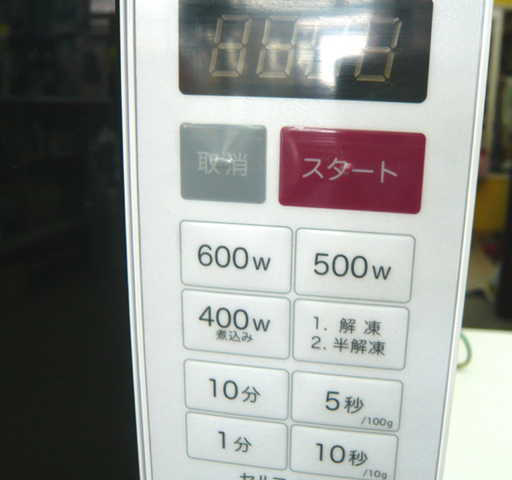 取消
スタート
600W
500W
400W
煮込み
1. 解凍
2. 半解凍
10分
5秒
/100g
1分
10秒
/10g